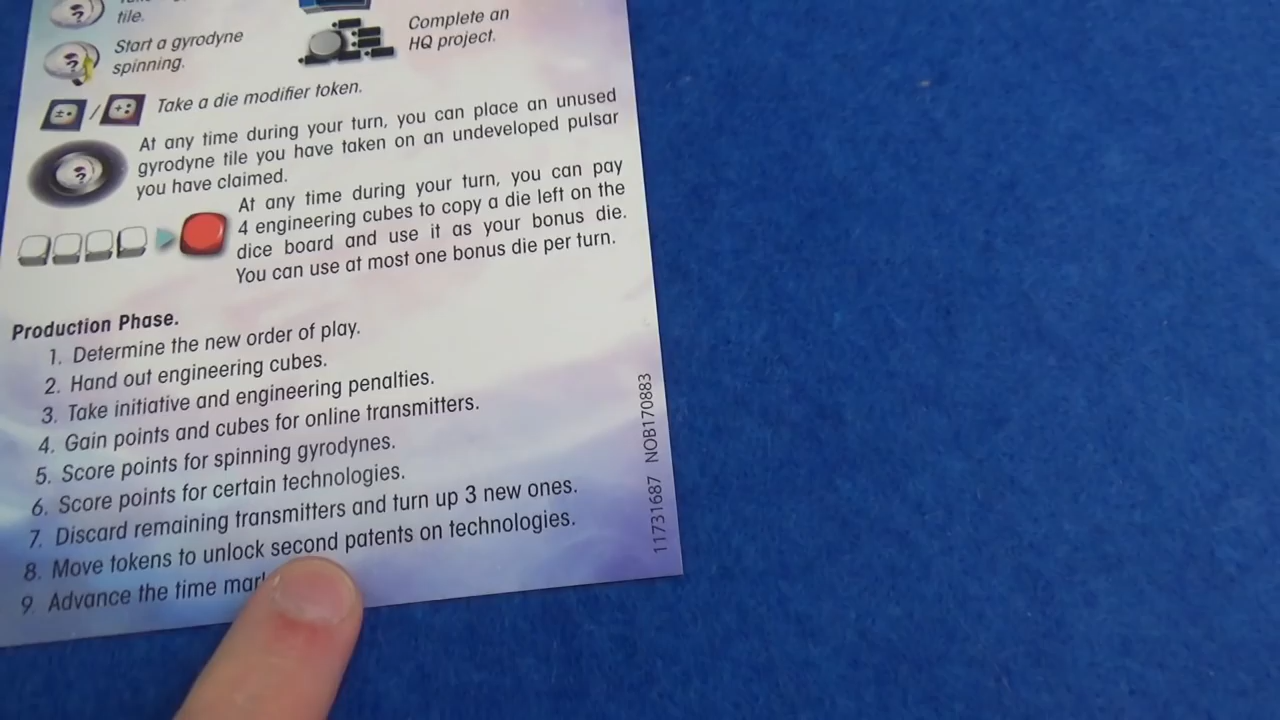 tile.
Start a gyrodyne
spinning.
Complete an
HQ project.
Take a die modifier token.
At any time during your turn, you can place an unused
gyrodyne tile you have taken on an undeveloped pulsar
you have claimed.
At any time during your turn, you can pay
4 engineering cubes to copy a die left on the
dice board and use it as your bonus die.
You can use at most one bonus die per turn.
Production Phase.
1. Determine the new order of play.
2. Hand out engineering cubes.
3. Take initiative and engineering penalties.
4. Gain points and cubes for online transmitters.
5. Score points for spinning gyrodynes.
6. Score points for certain technologies.
7. Discard remaining transmitters and turn up 3 new ones.
8. Move tokens to unlock second patents on technologies.
9. Advance the time
11731687 NOB170883